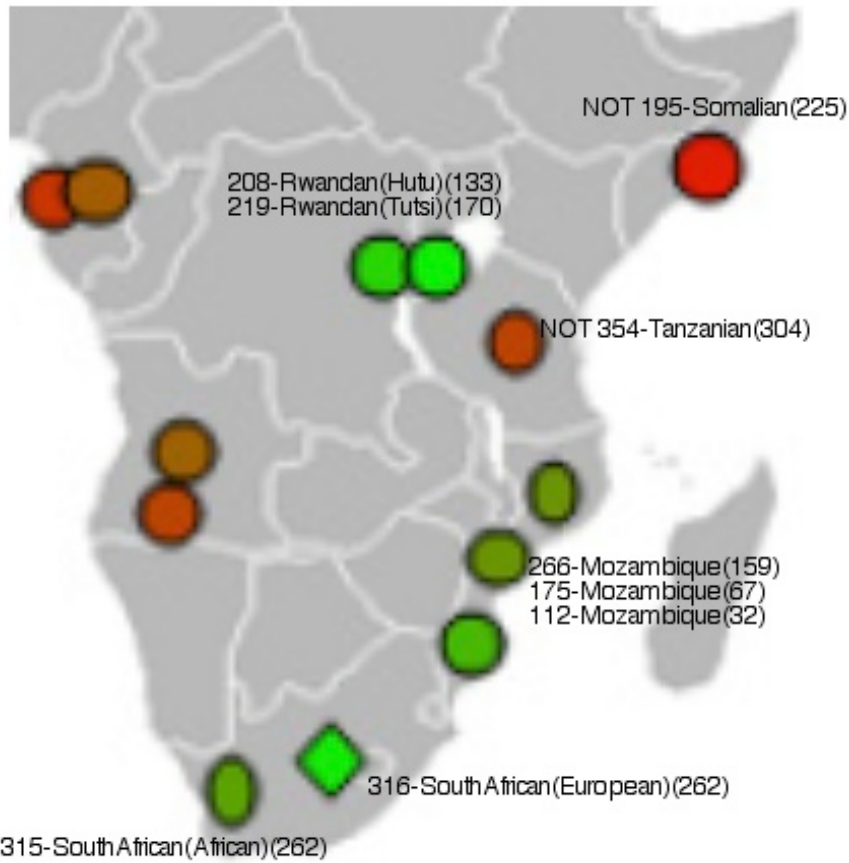 NOT 195-Somalian(225)
208-Rwandan(Hutu)(133)
219-Rwandan(Tutsi)(170)
NOT 354-Tanzanian(304)
266-Mozambique(159)
175-Mozambique(67)
112-Mozambique(32)
316-SouthAfrican(European)(262)
315-SouthAfrican(African)(262)